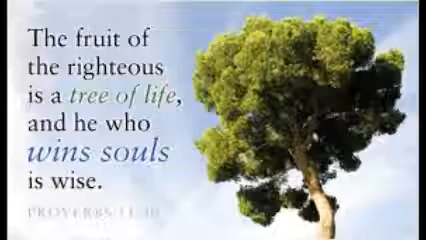 The fruit of
the righteous
is a tree of life,
and he who
wins souls
is wise.
PROVERBS 11:30